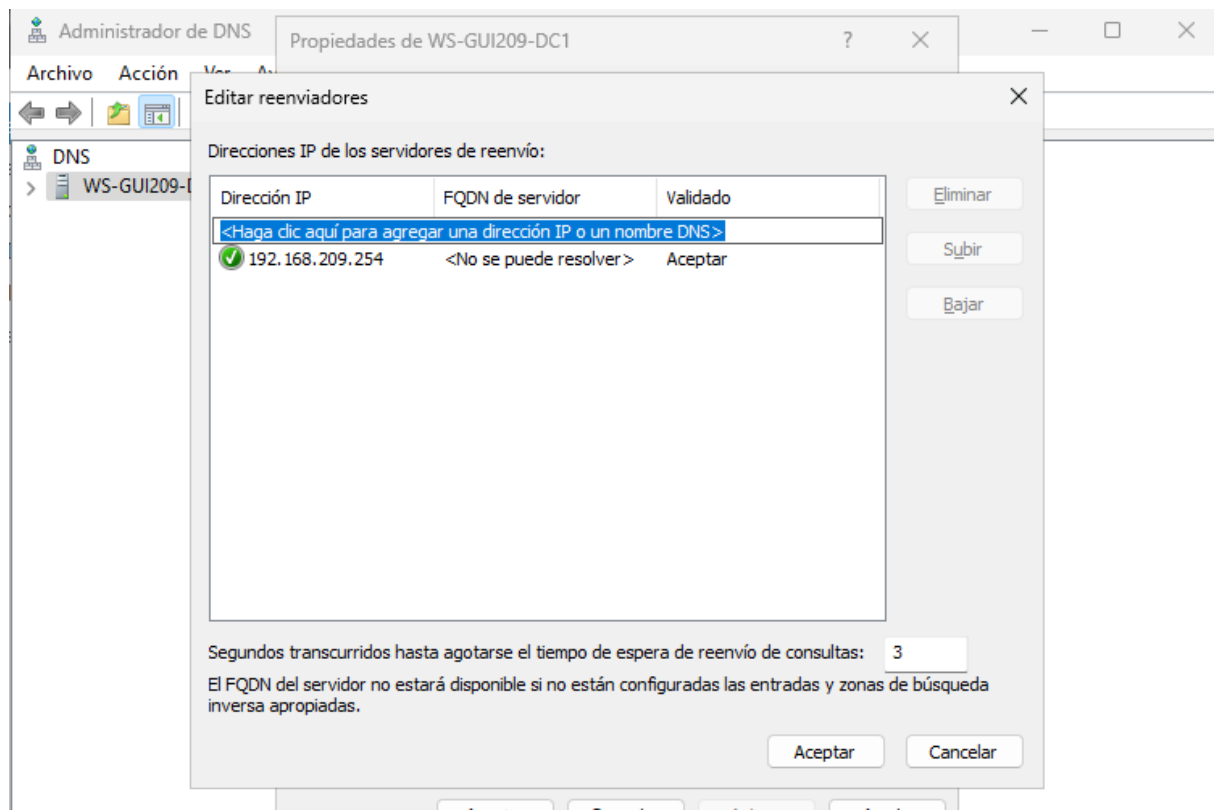 Administrador de DNS
Propiedades de WS-GUI209-DC1
?
Archivo Acción Ver
Editar reenviadores
Direcciones IP de los servidores de reenvío:
DNS
WS-GUI209-
Dirección IP FQDN de servidor Validado
Eliminar
<Haga clic aquí para agregar una dirección IP o un nombre DNS>
192.168.209.254 <No se puede resolver> Aceptar
Subir
Bajar
Segundos transcurridos hasta agotarse el tiempo de espera de reenvío de consultas: 3
El FQDN del servidor no estará disponible si no están configuradas las entradas y zonas de búsqueda
inversa apropiadas.
Aceptar Cancelar